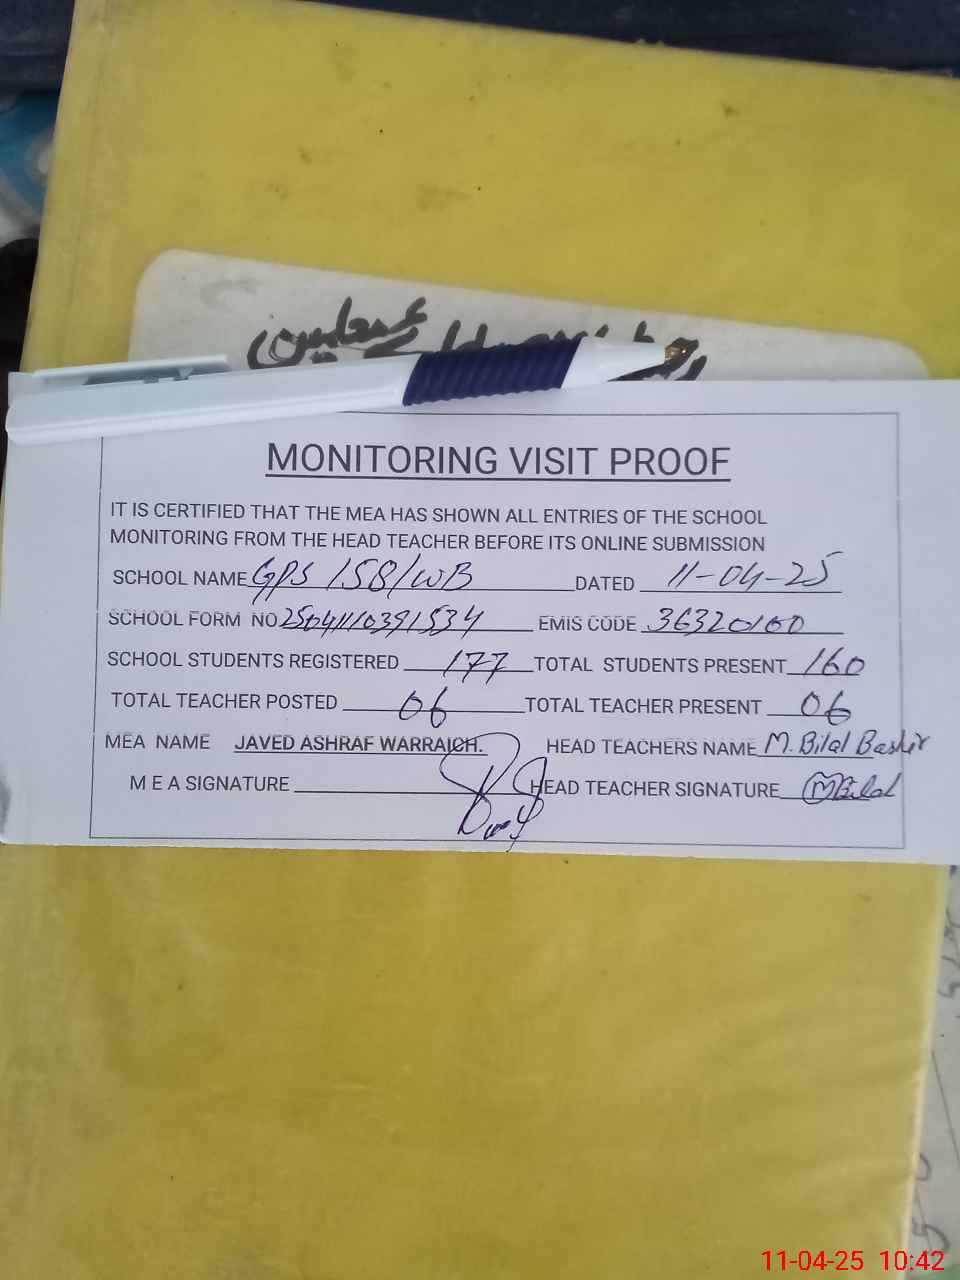 MONITORING VISIT PROOF
IT IS CERTIFIED THAT THE MEA HAS SHOWN ALL ENTRIES OF THE SCHOOL
MONITORING FROM THE HEAD TEACHER BEFORE ITS ONLINE SUBMISSION
SCHOOL NAME GPS 158/WB DATED 11-04-25
SCHOOL FORM NO 2504110391534 EMIS CODE 36320100
SCHOOL STUDENTS REGISTERED 177 TOTAL STUDENTS PRESENT 160
TOTAL TEACHER POSTED 06 TOTAL TEACHER PRESENT 06
MEA NAME JAVED ASHRAF WARRAICH. HEAD TEACHERS NAME M. Bilal Bashir
M E A SIGNATURE HEAD TEACHER SIGNATURE MBilal
11-04-25 10:42